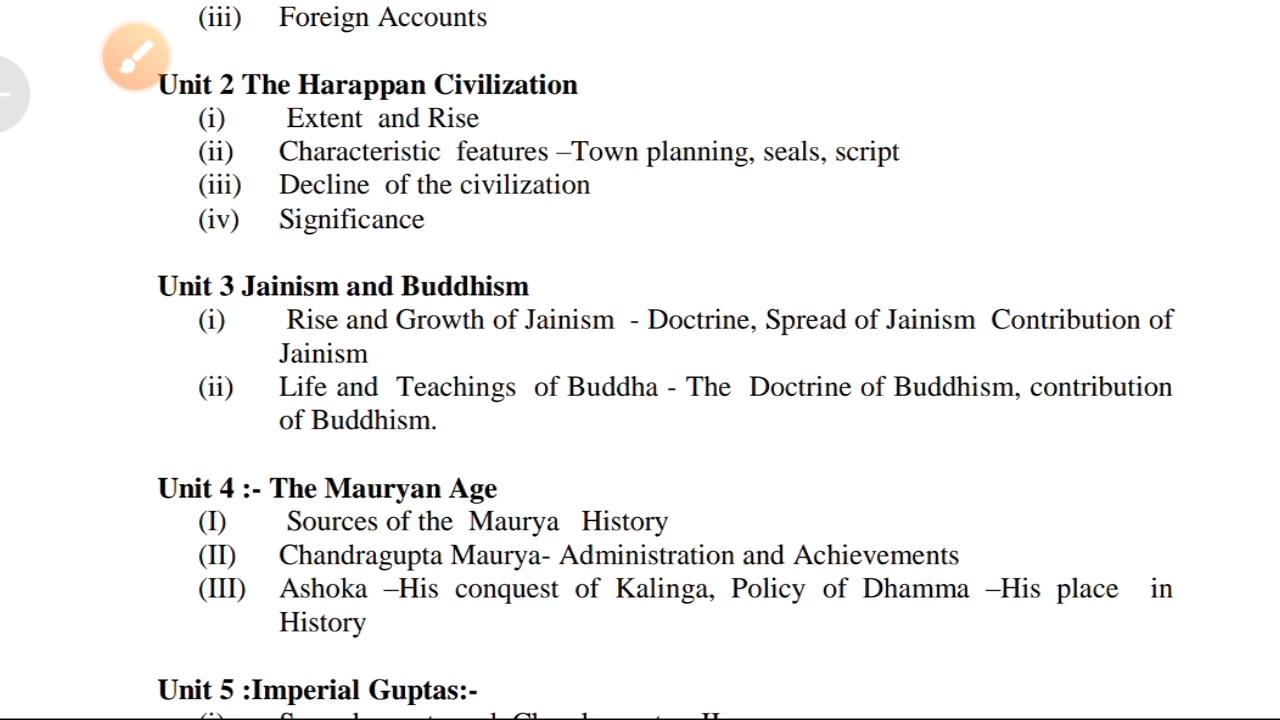 (iii) Foreign Accounts
Unit 2 The Harappan Civilization
(i) Extent and Rise
(ii) Characteristic features –Town planning, seals, script
(iii) Decline of the civilization
(iv) Significance
Unit 3 Jainism and Buddhism
(i) Rise and Growth of Jainism - Doctrine, Spread of Jainism Contribution of
Jainism
(ii) Life and Teachings of Buddha - The Doctrine of Buddhism, contribution
of Buddhism.
Unit 4 :- The Mauryan Age
(I) Sources of the Maurya History
(II) Chandragupta Maurya- Administration and Achievements
(III) Ashoka –His conquest of Kalinga, Policy of Dhamma –His place in
History
Unit 5 :Imperial Guptas:-